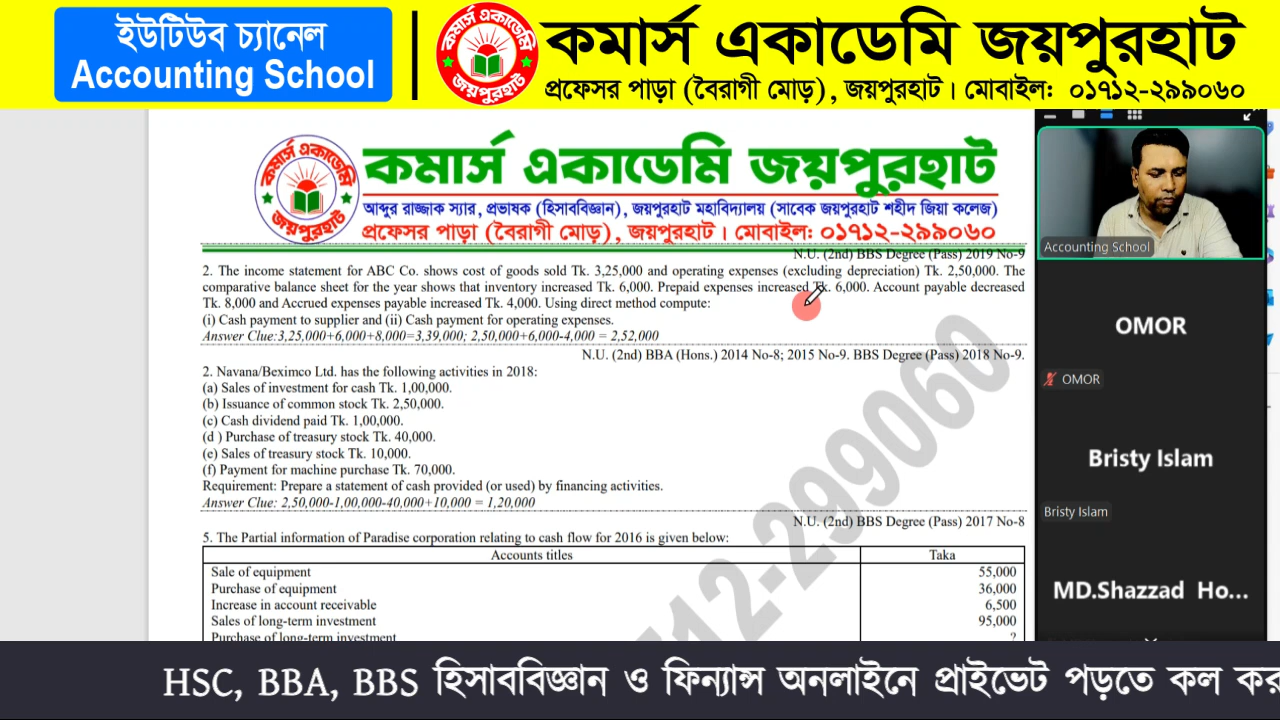 ইউটিউব চ্যানেল
Accounting School
কমার্স একাডেমি
জয়পুরহাট
কমার্স একাডেমি জয়পুরহাট
প্রফেসর পাড়া (বৈরাগী মোড়), জয়পুরহাট। মোবাইল: ০১৭১২-২৯৯০৬০
কমার্স একাডেমি
জয়পুরহাট
কমার্স একাডেমি জয়পুরহাট
আব্দুর রাজ্জাক স্যার, প্রভাষক (হিসাববিজ্ঞান), জয়পুরহাট মহাবিদ্যালয় (সাবেক জয়পুরহাট শহীদ জিয়া কলেজ)
প্রফেসর পাড়া (বৈরাগী মোড়), জয়পুরহাট। মোবাইল: ০১৭১২-২৯৯০৬০
N.U. (2nd) BBS Degree (Pass) 2019 No-9
2. The income statement for ABC Co. shows cost of goods sold Tk. 3,25,000 and operating expenses (excluding depreciation) Tk. 2,50,000. The
comparative balance sheet for the year shows that inventory increased Tk. 6,000. Prepaid expenses increased Tk. 6,000. Account payable decreased
Tk. 8,000 and Accrued expenses payable increased Tk. 4,000. Using direct method compute:
(i) Cash payment to supplier and (ii) Cash payment for operating expenses.
Answer Clue:3,25,000+6,000+8,000=3,39,000; 2,50,000+6,000-4,000 = 2,52,000
N.U. (2nd) BBA (Hons.) 2014 No-8; 2015 No-9. BBS Degree (Pass) 2018 No-9.
2. Navana/Beximco Ltd. has the following activities in 2018:
(a) Sales of investment for cash Tk. 1,00,000.
(b) Issuance of common stock Tk. 2,50,000.
(c) Cash dividend paid Tk. 1,00,000.
(d ) Purchase of treasury stock Tk. 40,000.
(e) Sales of treasury stock Tk. 10,000.
(f) Payment for machine purchase Tk. 70,000.
Requirement: Prepare a statement of cash provided (or used) by financing activities.
Answer Clue: 2,50,000-1,00,000-40,000+10,000 = 1,20,000
N.U. (2nd) BBS Degree (Pass) 2017 No-8
5. The Partial information of Paradise corporation relating to cash flow for 2016 is given below:
Accounts titles Taka
Sale of equipment 55,000
Purchase of equipment 36,000
Increase in account receivable 6,500
Sales of long-term investment 95,000
Purchase of long-term investment ?
712-299060
Accounting School
OMOR
OMOR
Bristy Islam
Bristy Islam
MD.Shazzad Ho...
HSC, BBA, BBS হিসাববিজ্ঞান ও ফিন্যান্স অনলাইনে প্রাইভেট পড়তে কল কর